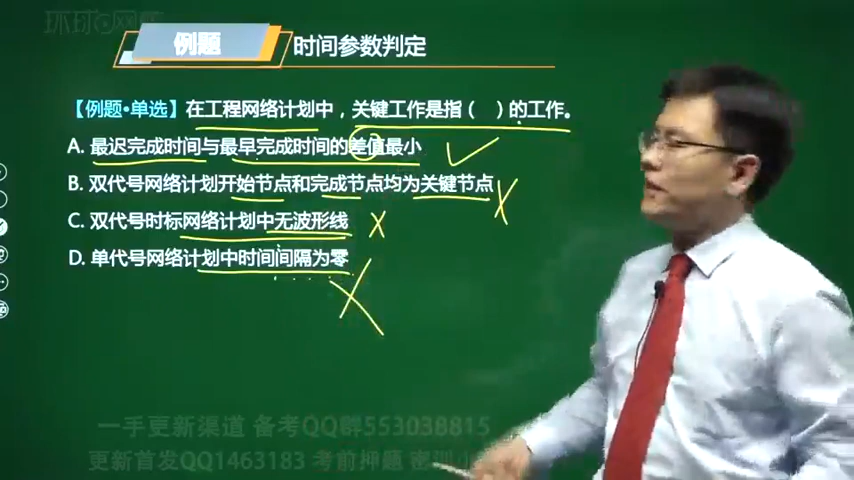 环球网校
例题
时间参数判定
【例题·单选】在工程网络计划中，关键工作是指（ ）的工作。
A. 最迟完成时间与最早完成时间的差值最小
B. 双代号网络计划开始节点和完成节点均为关键节点
C. 双代号时标网络计划中无波形线
D. 单代号网络计划中时间间隔为零
一手更新渠道 备考QQ群553038815
更新首发QQ1463183 考前押题 密训